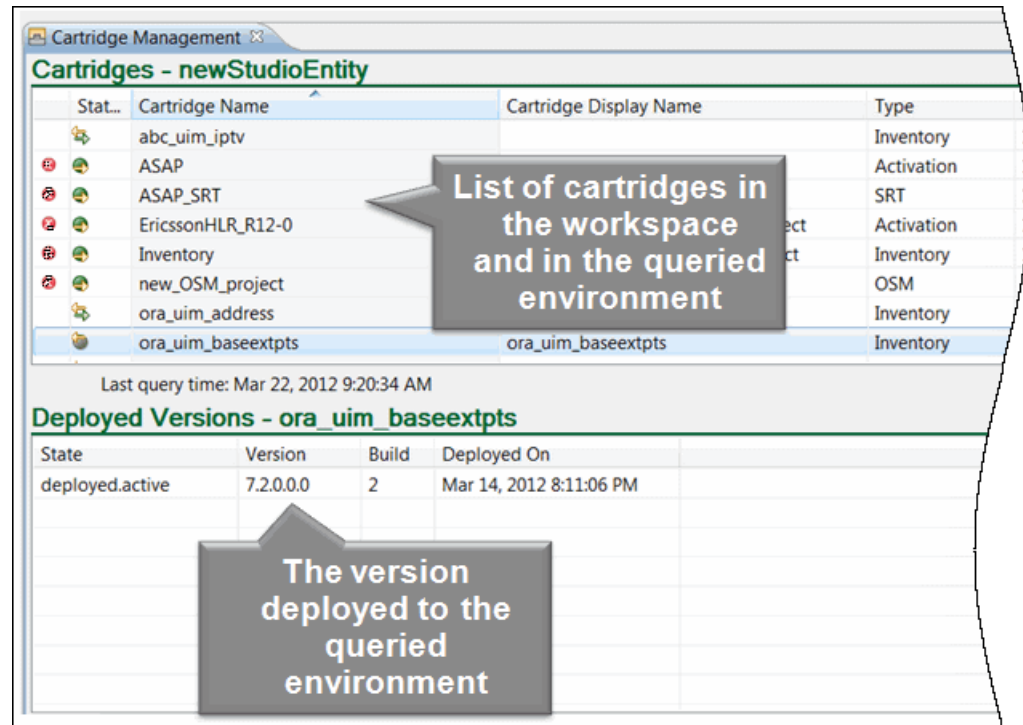 Cartridge Management
Cartridges - newStudioEntity
Stat... Cartridge Name Cartridge Display Name Type
abc_uim_iptv Inventory
ASAP Activation
ASAP_SRT SRT
EricssonHLR_R12-0 ect Activation
Inventory ct Inventory
new_OSM_project OSM
ora_uim_address Inventory
ora_uim_baseextpts ora_uim_baseextpts Inventory
List of cartridges in
the workspace
and in the queried
environment
Last query time: Mar 22, 2012 9:20:34 AM
Deployed Versions - ora_uim_baseextpts
State Version Build Deployed On
deployed.active 7.2.0.0.0 2 Mar 14, 2012 8:11:06 PM
The version
deployed to the
queried
environment